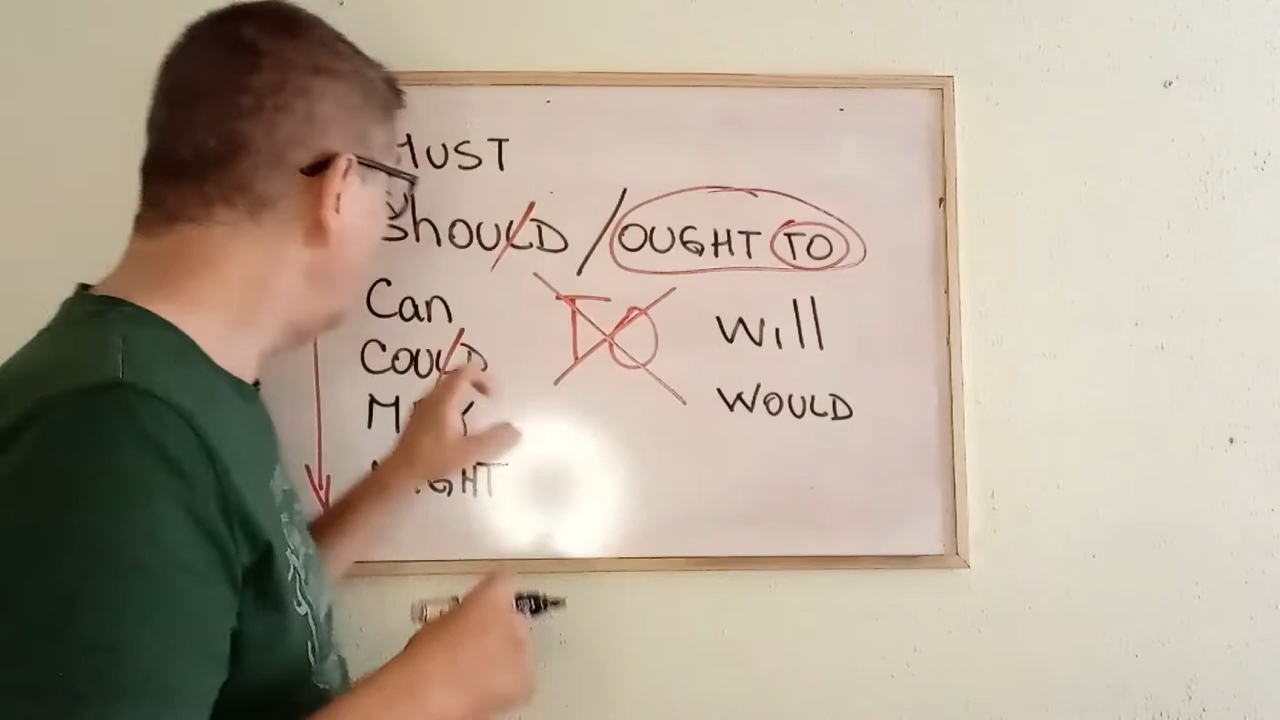 MUST
ShOULD / OUGHT TO
Can TO Will
COULD WOULD
MAY
MIGHT